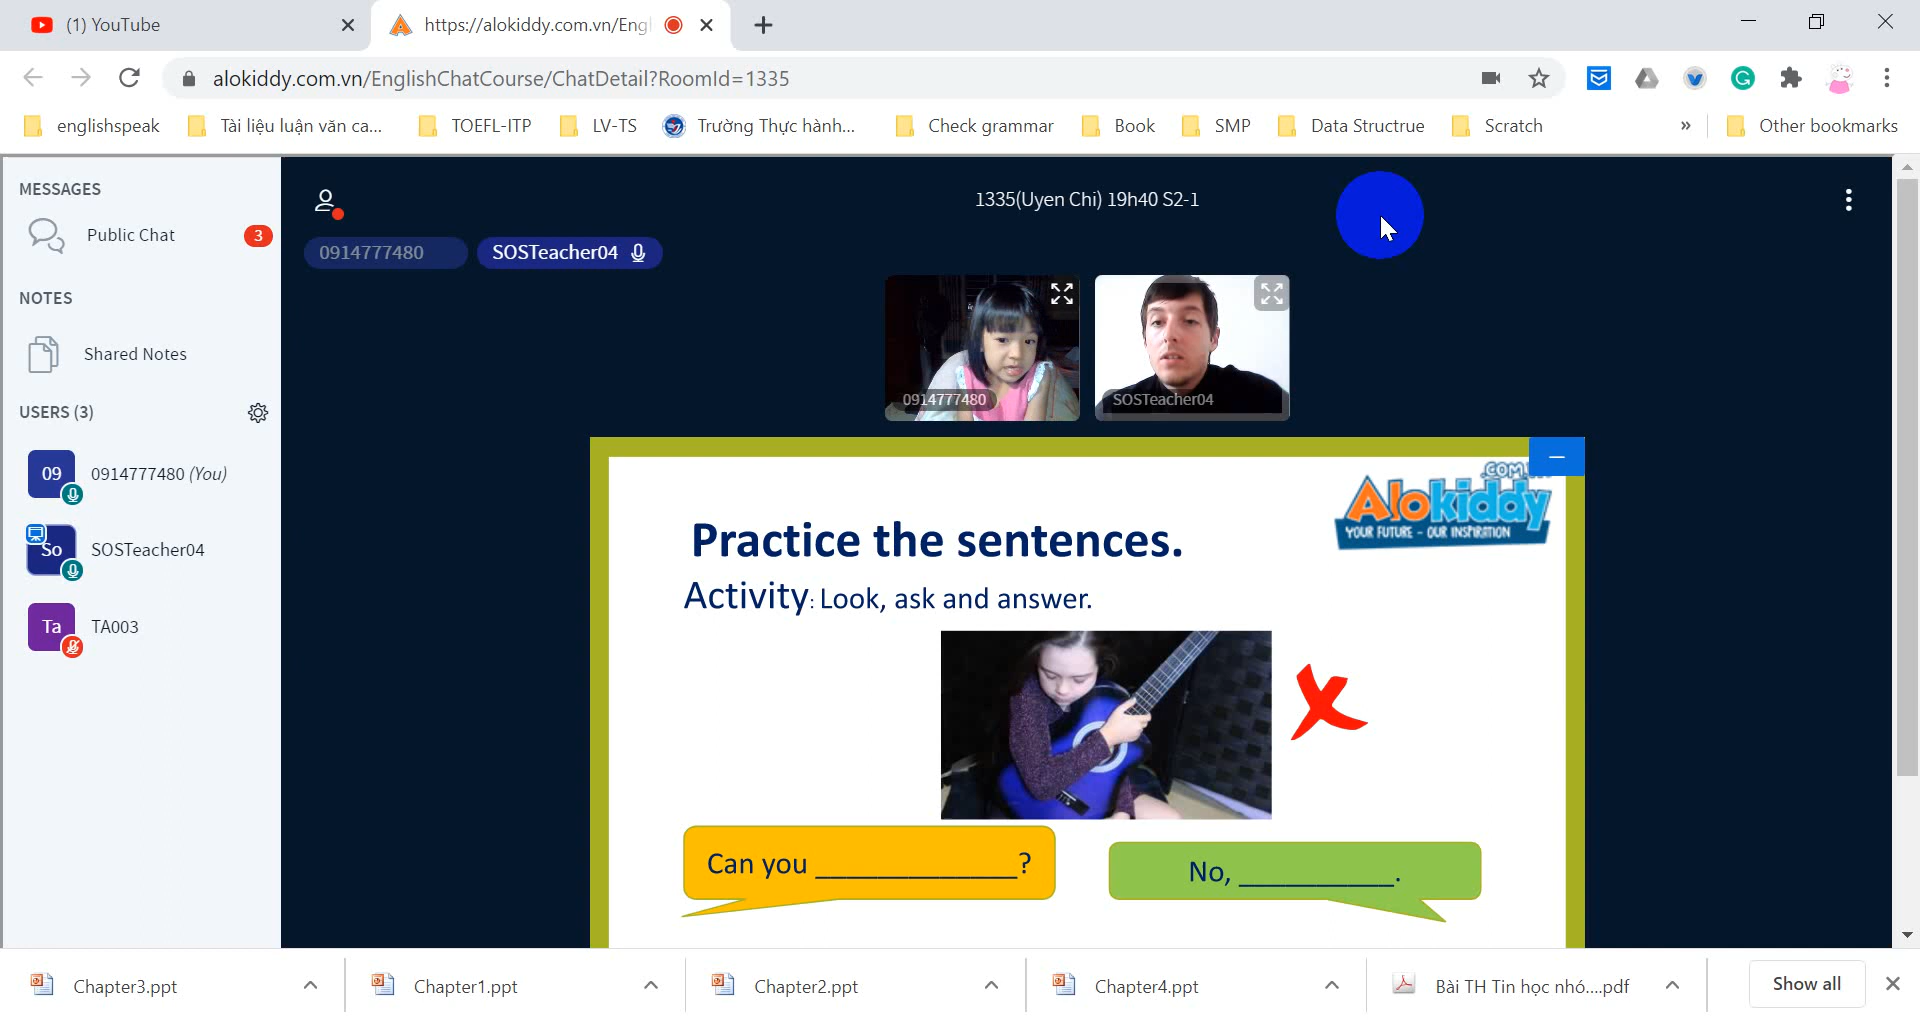 (1) YouTube
https://alokiddy.com.vn/Engl
alokiddy.com.vn/EnglishChatCourse/ChatDetail?RoomId=1335
englishspeak
Tài liệu luận văn ca...
TOEFL-ITP
LV-TS
Trường Thực hành...
Check grammar
Book
SMP
Data Structrue
Scratch
»
Other bookmarks
MESSAGES
Public Chat
3
NOTES
Shared Notes
USERS (3)
09
0914777480 (You)
So
SOSTeacher04
Ta
TA003
1335(Uyen Chi) 19h40 S2-1
0914777480
SOSTeacher04
0914777480
SOSTeacher04
.COM
Alokiddy
YOUR FUTURE - OUR INSPIRATION
Practice the sentences.
Activity: Look, ask and answer.
Can you _____________?
No, __________.
Chapter3.ppt
Chapter1.ppt
Chapter2.ppt
Chapter4.ppt
Bài TH Tin học nhó....pdf
Show all